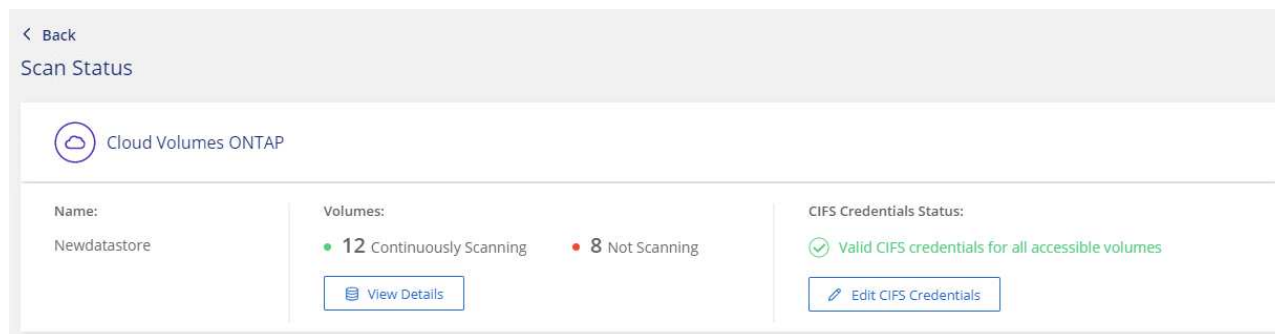 Back
Scan Status
Cloud Volumes ONTAP
Name:
Newdatastore
Volumes:
12 Continuously Scanning
8 Not Scanning
View Details
CIFS Credentials Status:
Valid CIFS credentials for all accessible volumes
Edit CIFS Credentials